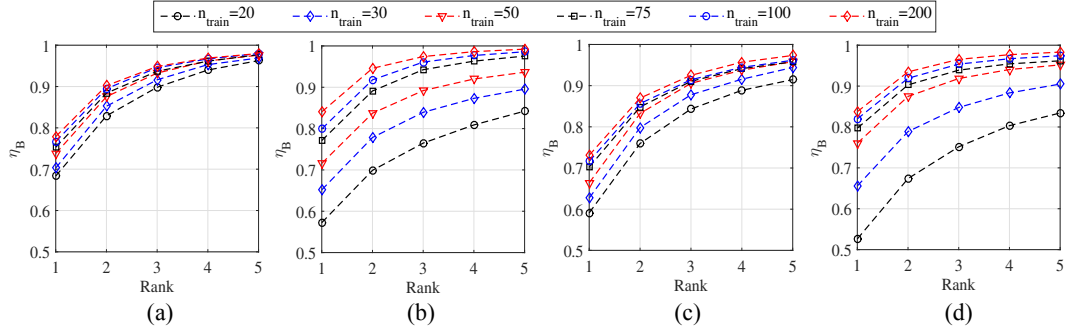 n_train=20 n_train=30 n_train=50 n_train=75 n_train=100 n_train=200
1 0.9 0.8 0.7 0.6 0.5
η_B
1 2 3 4 5
Rank
(a)
1 0.9 0.8 0.7 0.6 0.5
η_B
1 2 3 4 5
Rank
(b)
1 0.9 0.8 0.7 0.6 0.5
η_B
1 2 3 4 5
Rank
(c)
1 0.9 0.8 0.7 0.6 0.5
η_B
1 2 3 4 5
Rank
(d)